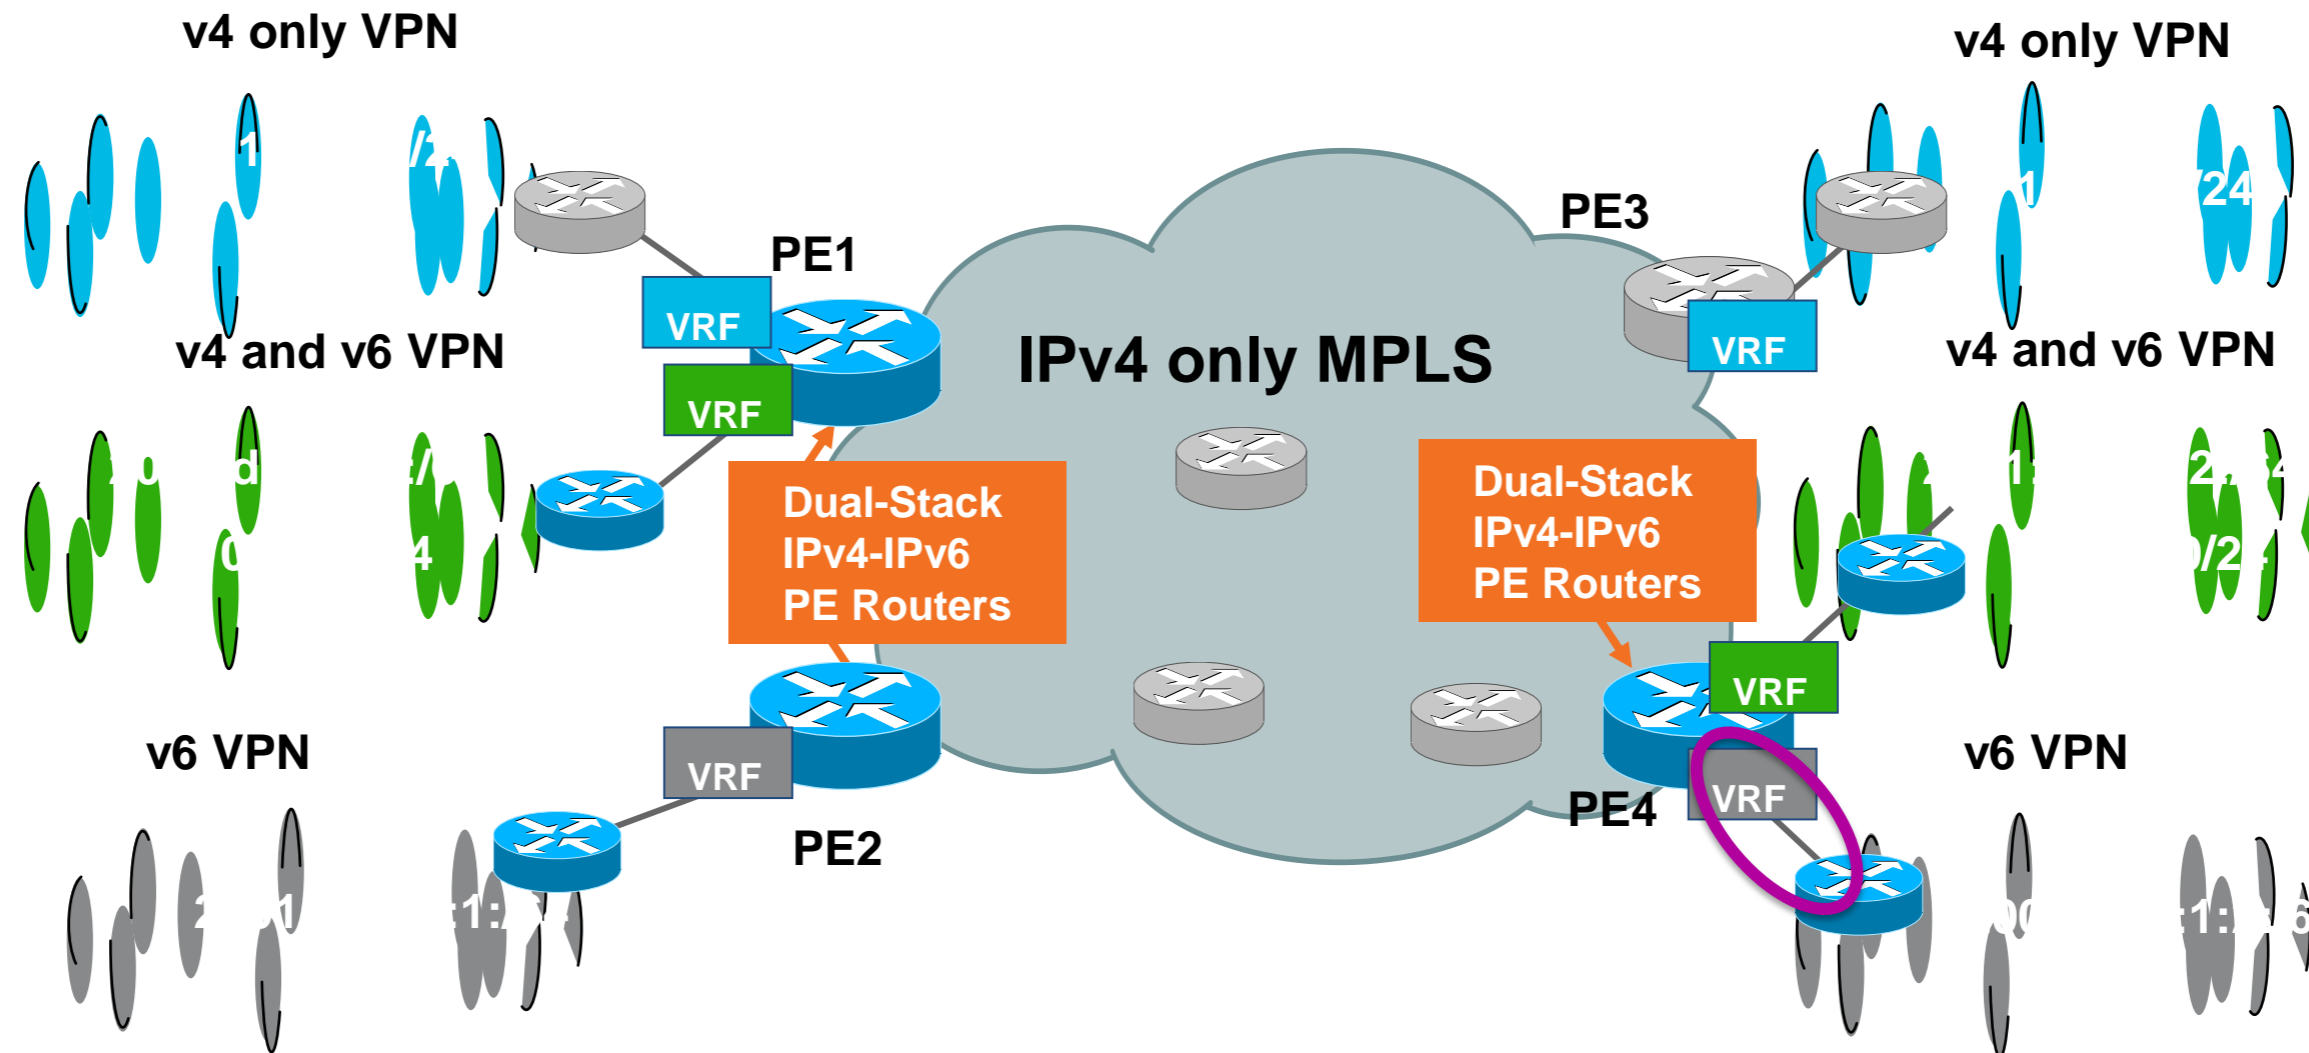 v4 only VPN
v4 only VPN
PE1
PE3
VRF
VRF
/24
IPv4 only MPLS
v4 and v6 VPN
v4 and v6 VPN
VRF
Dual-Stack
IPv4-IPv6
PE Routers
Dual-Stack
IPv4-IPv6
PE Routers
VRF
v6 VPN
VRF
v6 VPN
VRF
PE2
PE4